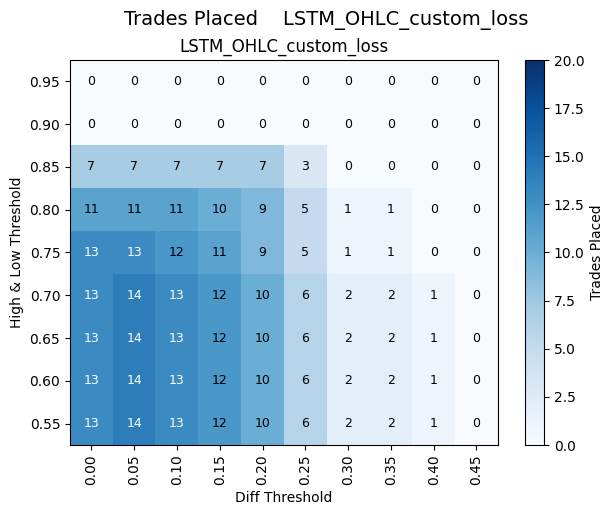 Trades Placed    LSTM_OHLC_custom_loss
LSTM_OHLC_custom_loss
High & Low Threshold
0.95 0 0 0 0 0 0 0 0 0 0
0.90 0 0 0 0 0 0 0 0 0 0
0.85 7 7 7 7 7 3 0 0 0 0
0.80 11 11 11 10 9 5 1 1 0 0
0.75 13 13 12 11 9 5 1 1 0 0
0.70 13 14 13 12 10 6 2 2 1 0
0.65 13 14 13 12 10 6 2 2 1 0
0.60 13 14 13 12 10 6 2 2 1 0
0.55 13 14 13 12 10 6 2 2 1 0
0.00 0.05 0.10 0.15 0.20 0.25 0.30 0.35 0.40 0.45
Diff Threshold
20.0
17.5
15.0
12.5
10.0
7.5
5.0
2.5
0.0
Trades Placed